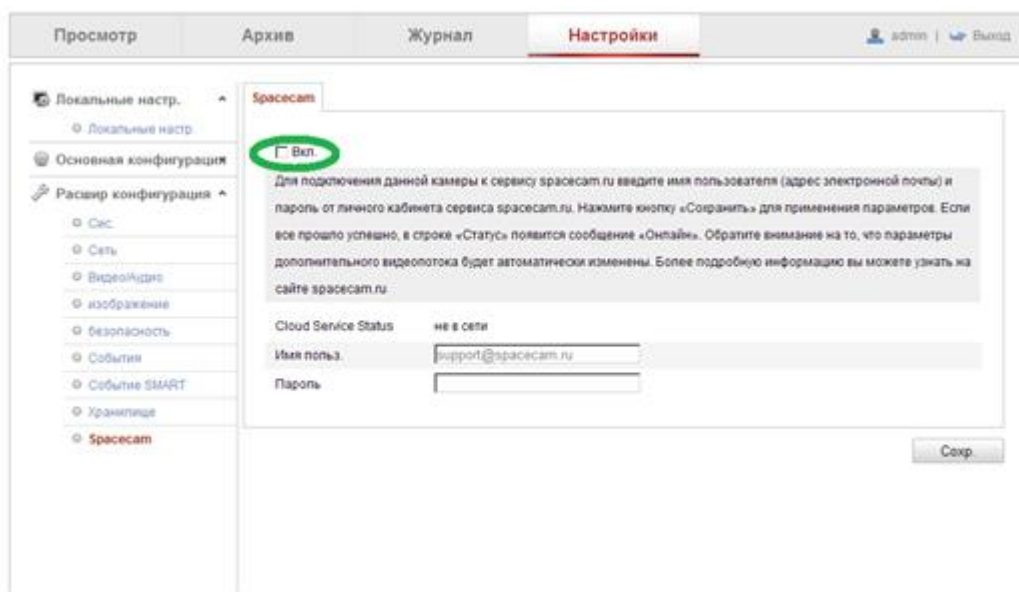 Просмотр Архив Журнал Настройки admin | Выход
Локальные настр.
Локальные настр.
Основная конфигурация
Расшир конфигурация
Сис.
Сеть
Видео/Аудио
изображение
безопасность
События
Событие SMART
Хранилище
Spacecam
Spacecam
Вкл.
Для подключения данной камеры к сервису spacecam.ru введите имя пользователя (адрес электронной почты) и
пароль от личного кабинета сервиса spacecam.ru. Нажмите кнопку «Сохранить» для применения параметров. Если
все прошло успешно, в строке «Статус» появится сообщение «Онлайн». Обратите внимание на то, что параметры
дополнительного видеопотока будет автоматически изменены. Более подробную информацию вы можете узнать на
сайте spacecam.ru
Cloud Service Status не в сети
Имя польз. support@spacecam.ru
Пароль
Сохр.